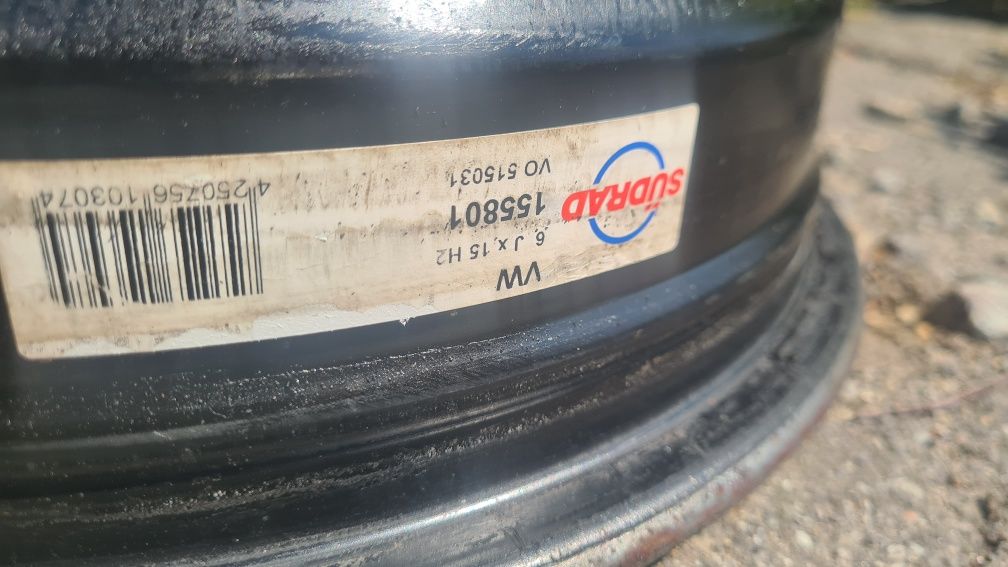 SÜDRAD
VW
6 J x 15 H2
155801
VO 515031
4 250756 103074